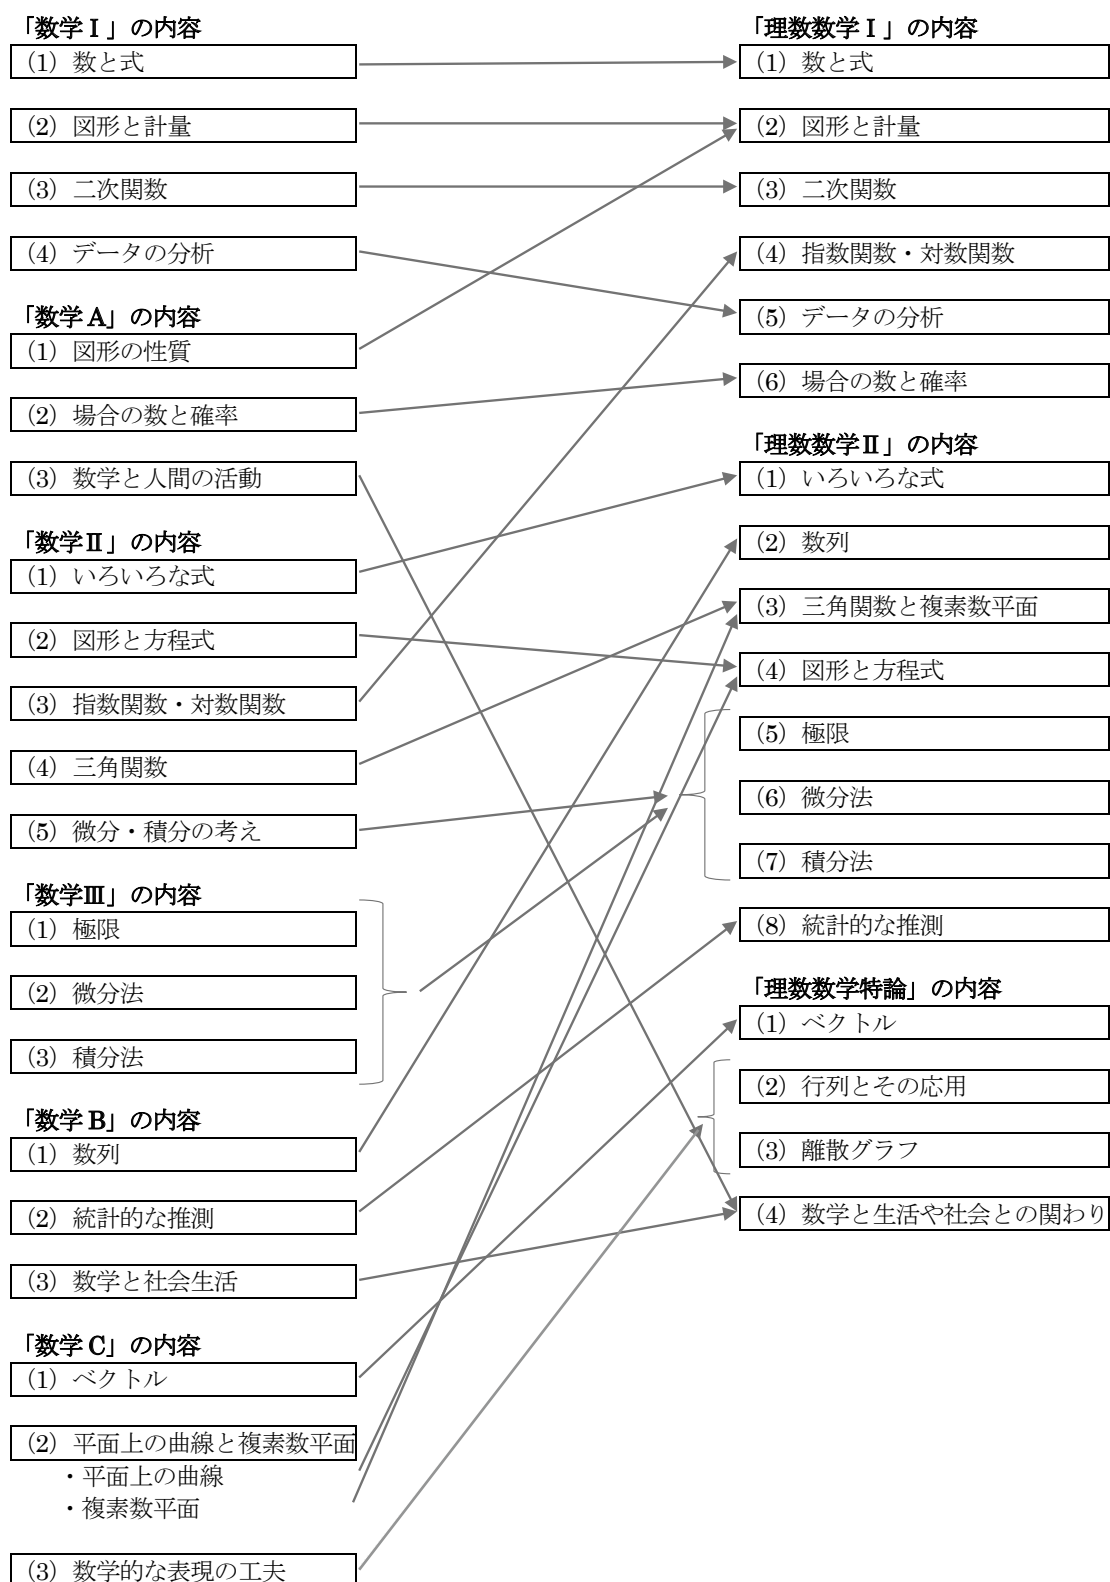 「数学Ⅰ」の内容
(1) 数と式
(2) 図形と計量
(3) 二次関数
(4) データの分析
「数学A」の内容
(1) 図形の性質
(2) 場合の数と確率
(3) 数学と人間の活動
「数学Ⅱ」の内容
(1) いろいろな式
(2) 図形と方程式
(3) 指数関数・対数関数
(4) 三角関数
(5) 微分・積分の考え
「数学Ⅲ」の内容
(1) 極限
(2) 微分法
(3) 積分法
「数学B」の内容
(1) 数列
(2) 統計的な推測
(3) 数学と社会生活
「数学C」の内容
(1) ベクトル
(2) 平面上の曲線と複素数平面
・平面上の曲線
・複素数平面
(3) 数学的な表現の工夫
「理数数学Ⅰ」の内容
(1) 数と式
(2) 図形と計量
(3) 二次関数
(4) 指数関数・対数関数
(5) データの分析
(6) 場合の数と確率
「理数数学Ⅱ」の内容
(1) いろいろな式
(2) 数列
(3) 三角関数と複素数平面
(4) 図形と方程式
(5) 極限
(6) 微分法
(7) 積分法
(8) 統計的な推測
「理数数学特論」の内容
(1) ベクトル
(2) 行列とその応用
(3) 離散グラフ
(4) 数学と生活や社会との関わり